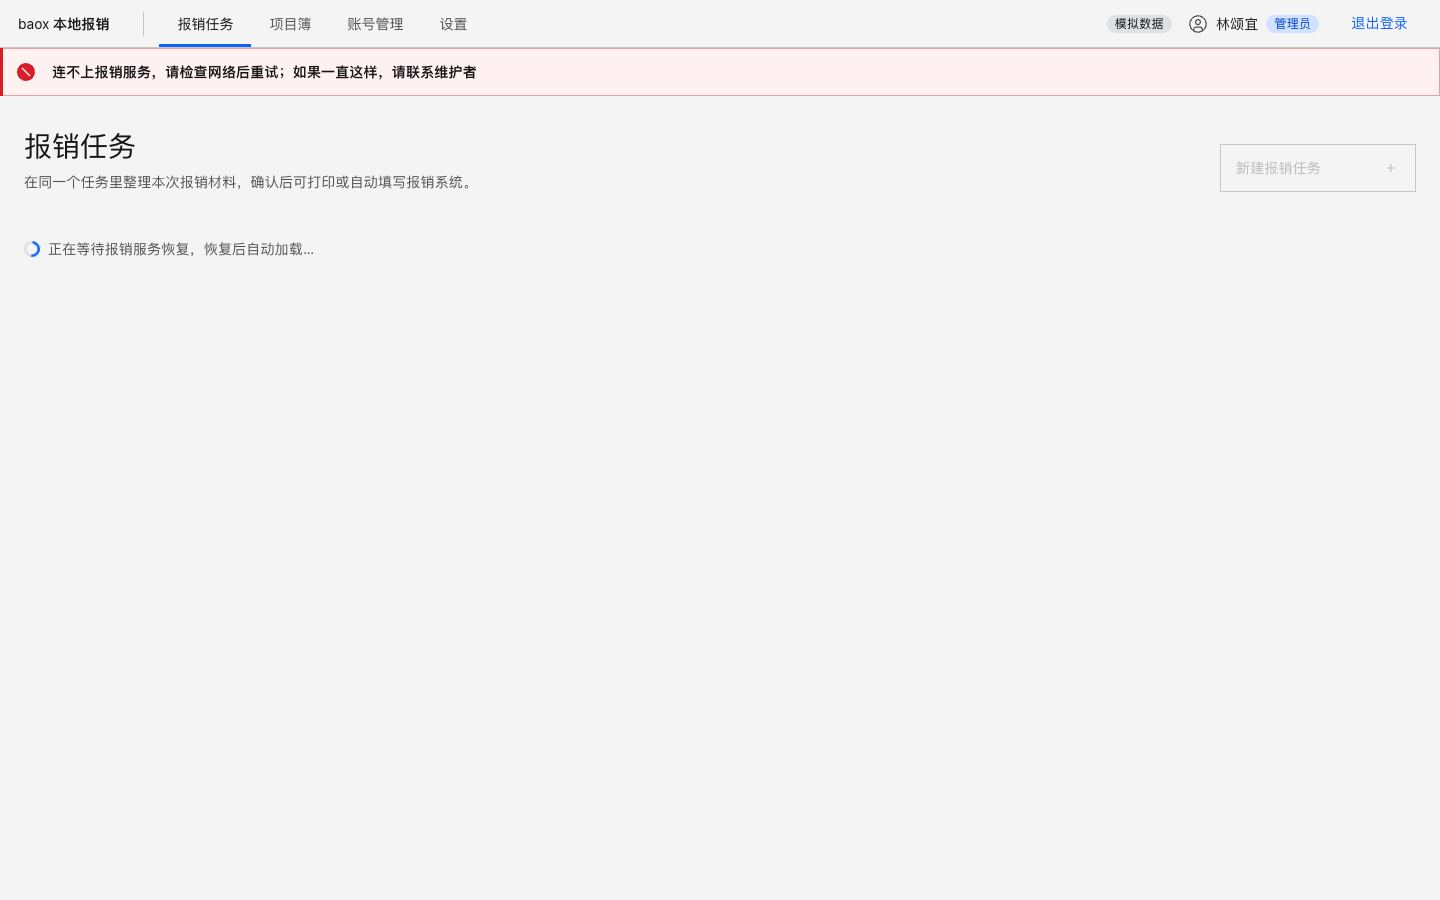 baox 本地报销 报销任务 项目簿 账号管理 设置 模拟数据 林颂宜 管理员 退出登录
连不上报销服务，请检查网络后重试；如果一直这样，请联系维护者
报销任务
在同一个任务里整理本次报销材料，确认后可打印或自动填写报销系统。
新建报销任务 +
正在等待报销服务恢复，恢复后自动加载...